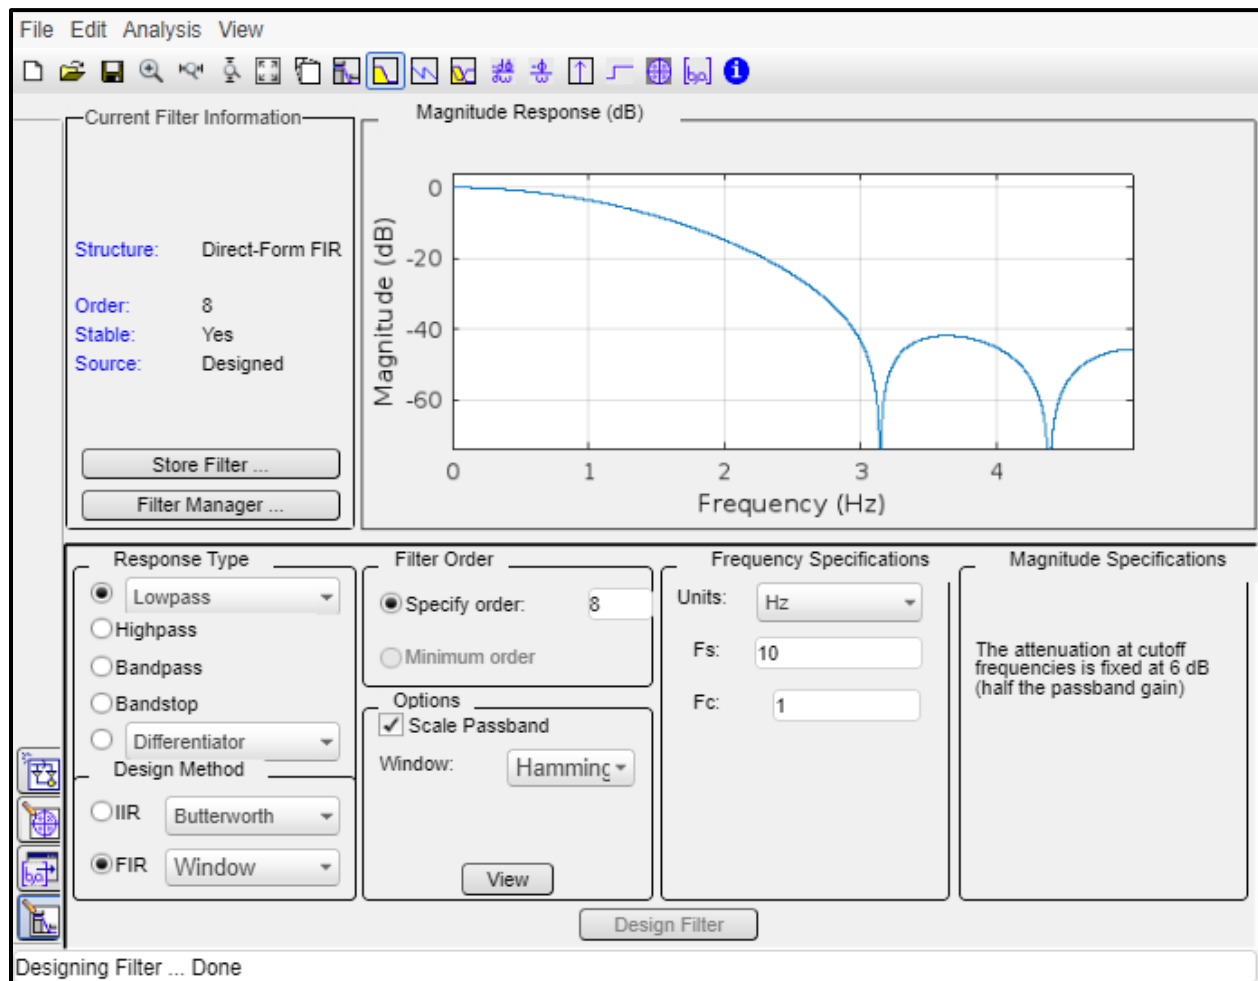 File Edit Analysis View
Current Filter Information
Structure: Direct-Form FIR
Order: 8
Stable: Yes
Source: Designed
Store Filter ...
Filter Manager ...
Magnitude Response (dB)
Magnitude (dB)
0
-20
-40
-60
0 1 2 3 4
Frequency (Hz)
Response Type
Lowpass
Highpass
Bandpass
Bandstop
Differentiator
Design Method
IIR Butterworth
FIR Window
Filter Order
Specify order: 8
Minimum order
Options
Scale Passband
Window: Hamming
View
Frequency Specifications
Units: Hz
Fs: 10
Fc: 1
Magnitude Specifications
The attenuation at cutoff
frequencies is fixed at 6 dB
(half the passband gain)
Design Filter
Designing Filter ... Done